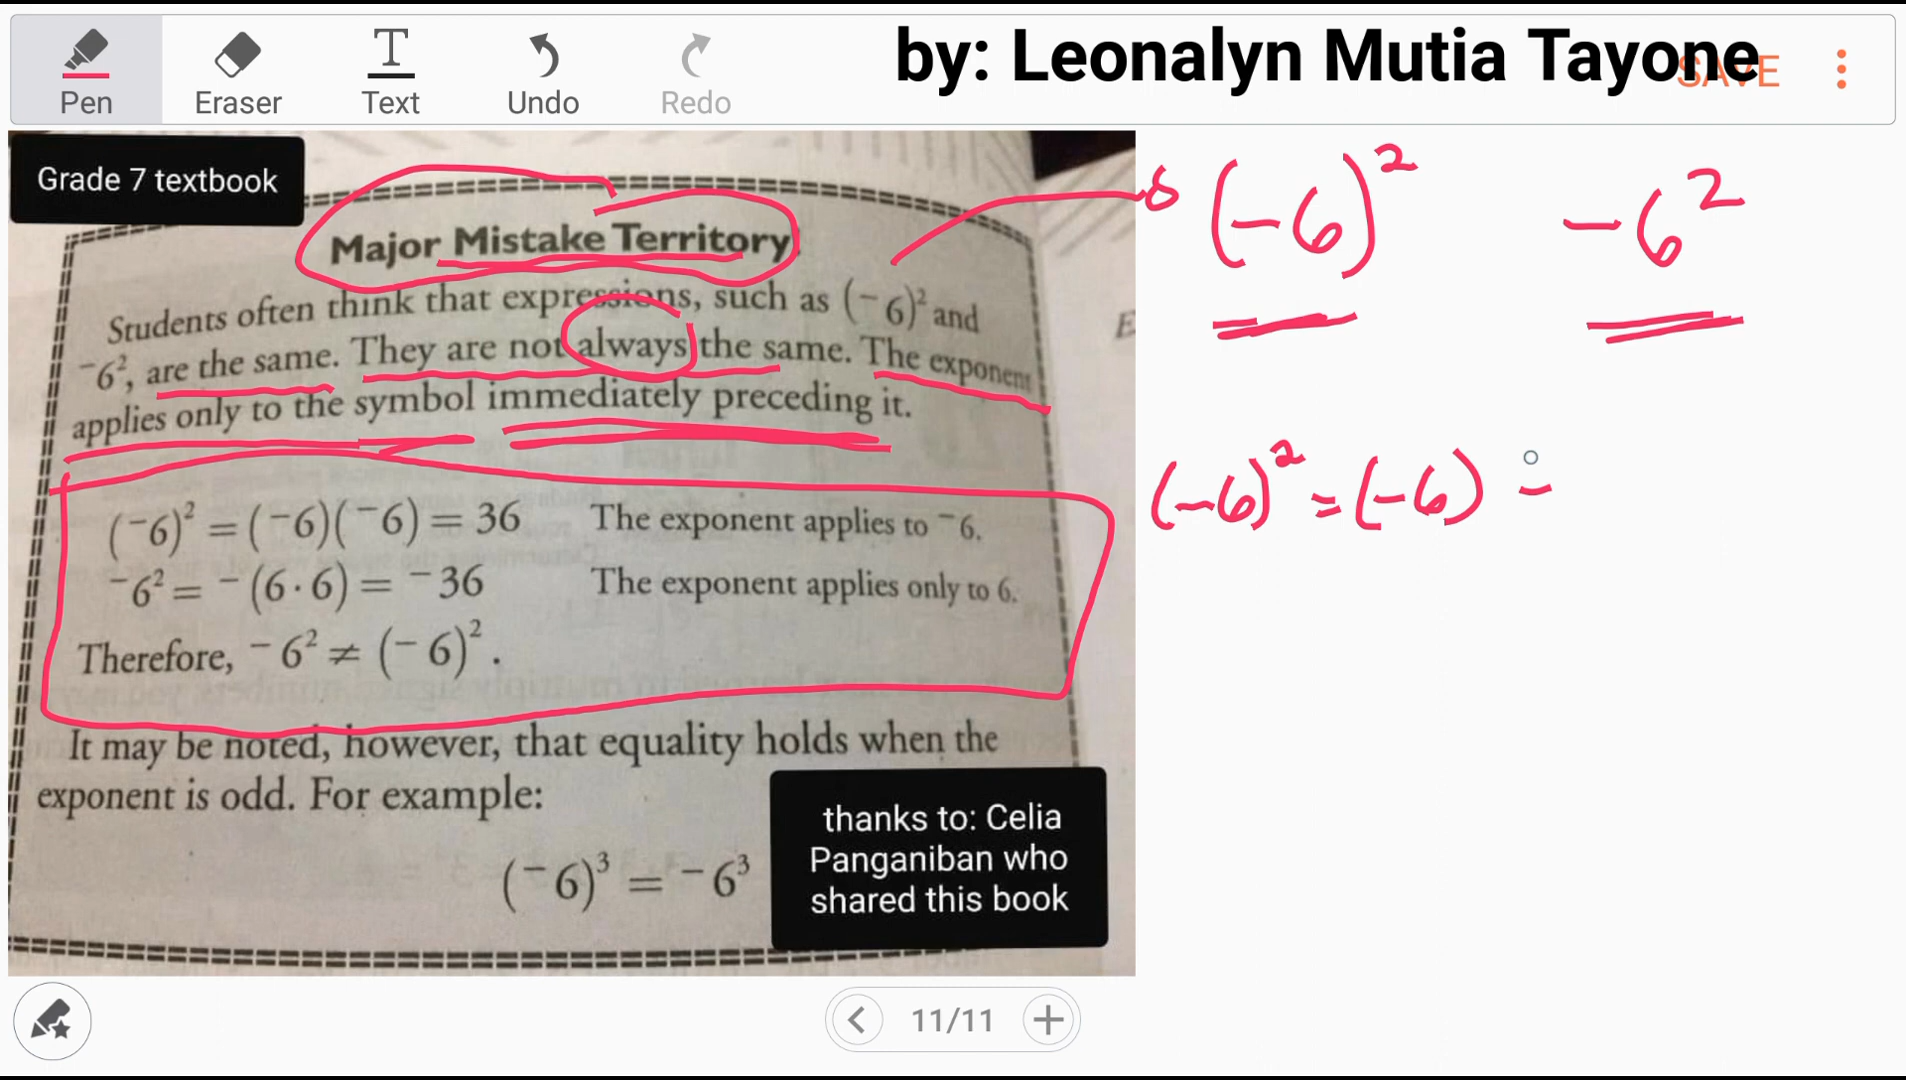 by: Leonalyn Mutia Tayone
SAVE
Pen
Eraser
Text
Undo
Redo
Grade 7 textbook
Major Mistake Territory
Students often think that expressions, such as (⁻6)² and
⁻6², are the same. They are not always the same. The exponent
applies only to the symbol immediately preceding it.
(⁻6)² = (⁻6)(⁻6) = 36 The exponent applies to ⁻6.
⁻6² = ⁻(6·6) = ⁻36 The exponent applies only to 6.
Therefore, ⁻6² ≠ (⁻6)².
It may be noted, however, that equality holds when the
exponent is odd. For example:
(⁻6)³ = ⁻6³
thanks to: Celia
Panganiban who
shared this book
(-6)² -6²
(-6)² = (-6) -
11/11